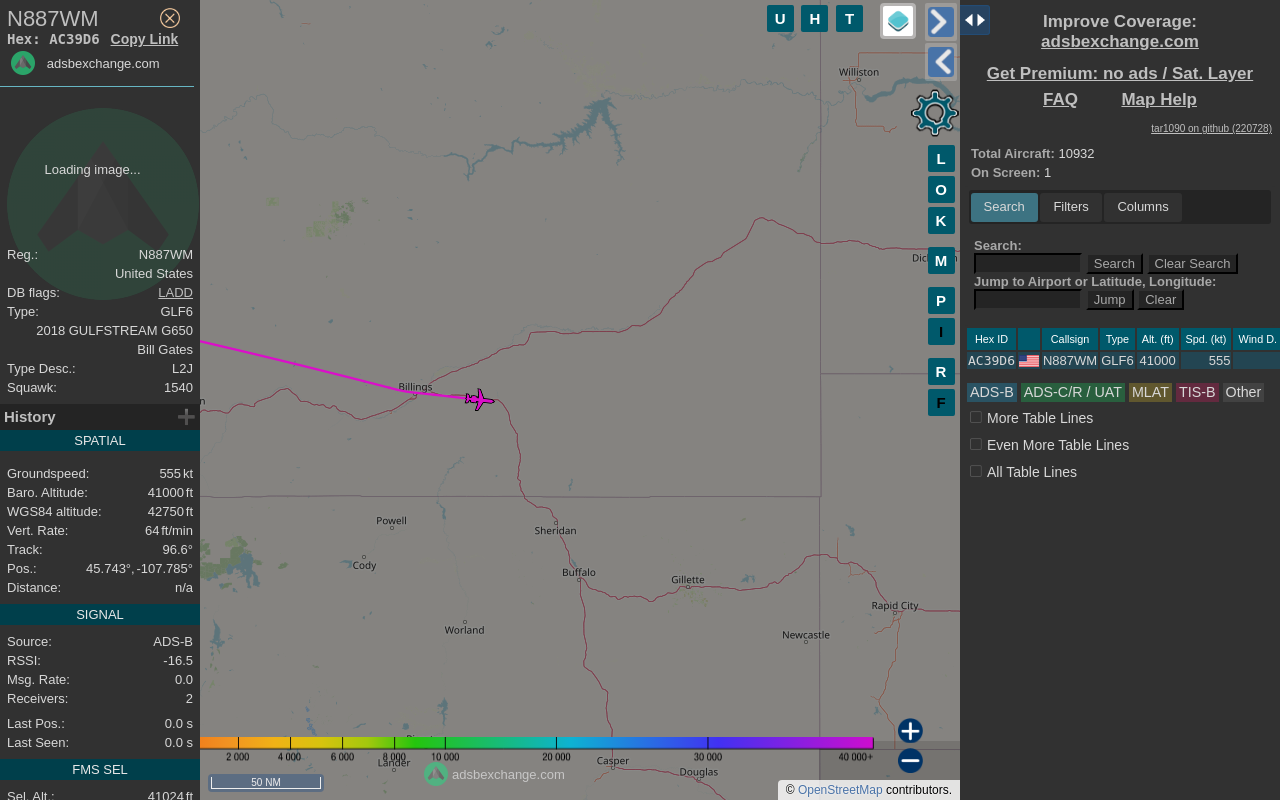 N887WM
Hex: AC39D6 Copy Link
adsbexchange.com
Loading image...
Reg.: N887WM
United States
DB flags: LADD
Type: GLF6
2018 GULFSTREAM G650
Bill Gates
Type Desc.: L2J
Squawk: 1540
History
SPATIAL
Groundspeed: 555 kt
Baro. Altitude: 41000 ft
WGS84 altitude: 42750 ft
Vert. Rate: 64 ft/min
Track: 96.6°
Pos.: 45.743°, -107.785°
Distance: n/a
SIGNAL
Source: ADS-B
RSSI: -16.5
Msg. Rate: 0.0
Receivers: 2
Last Pos.: 0.0 s
Last Seen: 0.0 s
FMS SEL
Sel. Alt.: 41024 ft
U H T
L
O
K
M
P
I
R
F
Williston
Billings
Powell
Cody
Sheridan
Buffalo
Gillette
Worland
Rapid City
Newcastle
2 000 4 000 6 000 8 000 10 000 20 000 30 000 40 000+
Lander
Casper
Douglas
50 NM
adsbexchange.com
© OpenStreetMap contributors.
Improve Coverage:
adsbexchange.com
Get Premium: no ads / Sat. Layer
FAQ Map Help
tar1090 on github (220728)
Total Aircraft: 10932
On Screen: 1
Search Filters Columns
Search:
Search Clear Search
Jump to Airport or Latitude, Longitude:
Jump Clear
Hex ID Callsign Type Alt. (ft) Spd. (kt) Wind D.
AC39D6 N887WM GLF6 41000 555
ADS-B ADS-C/R / UAT MLAT TIS-B Other
More Table Lines
Even More Table Lines
All Table Lines